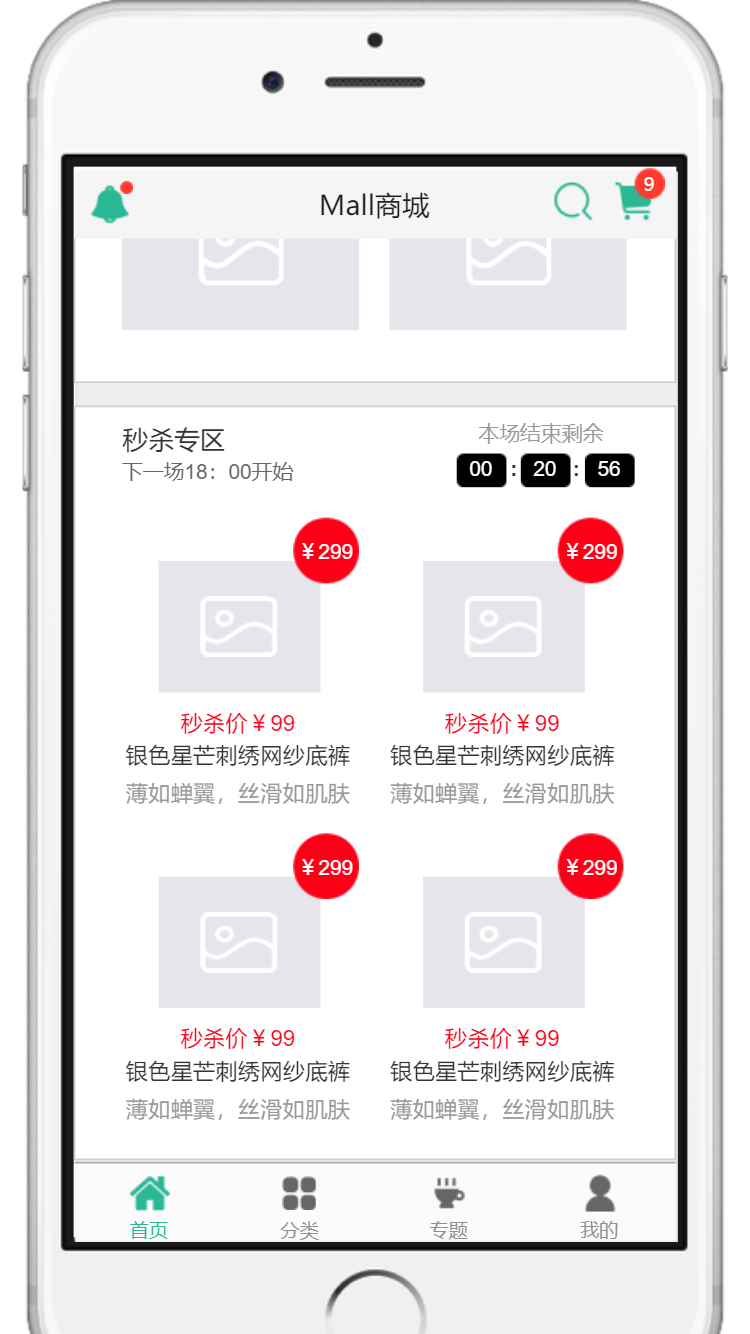 Mall商城
9
秒杀专区
本场结束剩余
下一场18：00开始
00 : 20 : 56
￥299
￥299
秒杀价￥99
秒杀价￥99
银色星芒刺绣网纱底裤
银色星芒刺绣网纱底裤
薄如蝉翼，丝滑如肌肤
薄如蝉翼，丝滑如肌肤
￥299
￥299
秒杀价￥99
秒杀价￥99
银色星芒刺绣网纱底裤
银色星芒刺绣网纱底裤
薄如蝉翼，丝滑如肌肤
薄如蝉翼，丝滑如肌肤
首页
分类
专题
我的